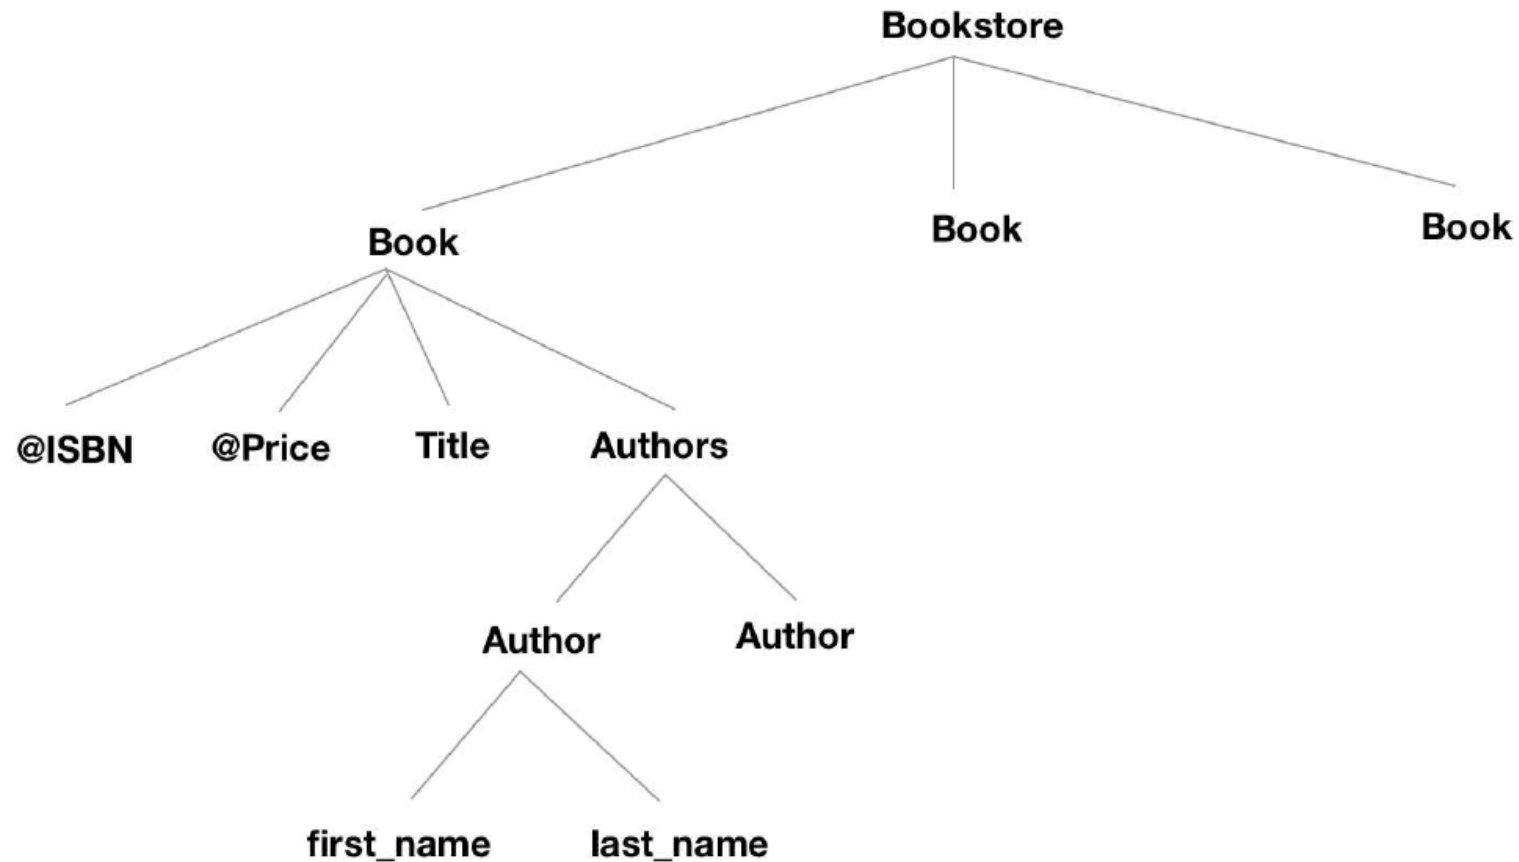 Bookstore
Book
Book
Book
@ISBN
@Price
Title
Authors
Author
Author
first_name
last_name